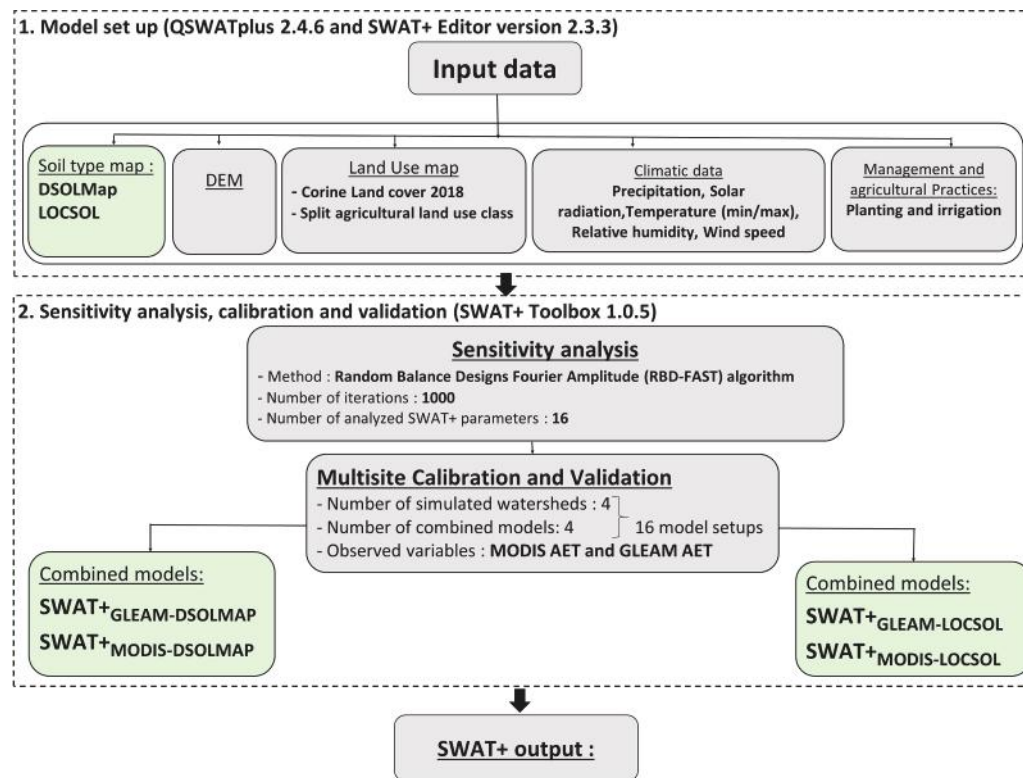 1. Model set up (QSWATplus 2.4.6 and SWAT+ Editor version 2.3.3)
Input data
Soil type map :
DSOLMap
LOCSOL
DEM
Land Use map
- Corine Land cover 2018
- Split agricultural land use class
Climatic data
Precipitation, Solar
radiation,Temperature (min/max),
Relative humidity, Wind speed
Management and
agricultural Practices:
Planting and irrigation
2. Sensitivity analysis, calibration and validation (SWAT+ Toolbox 1.0.5)
Sensitivity analysis
- Method : Random Balance Designs Fourier Amplitude (RBD-FAST) algorithm
- Number of iterations : 1000
- Number of analyzed SWAT+ parameters : 16
Multisite Calibration and Validation
- Number of simulated watersheds : 4
- Number of combined models: 4
16 model setups
- Observed variables : MODIS AET and GLEAM AET
Combined models:
SWAT+GLEAM-DSOLMAP
SWAT+MODIS-DSOLMAP
Combined models:
SWAT+GLEAM-LOCSOL
SWAT+MODIS-LOCSOL
SWAT+ output :